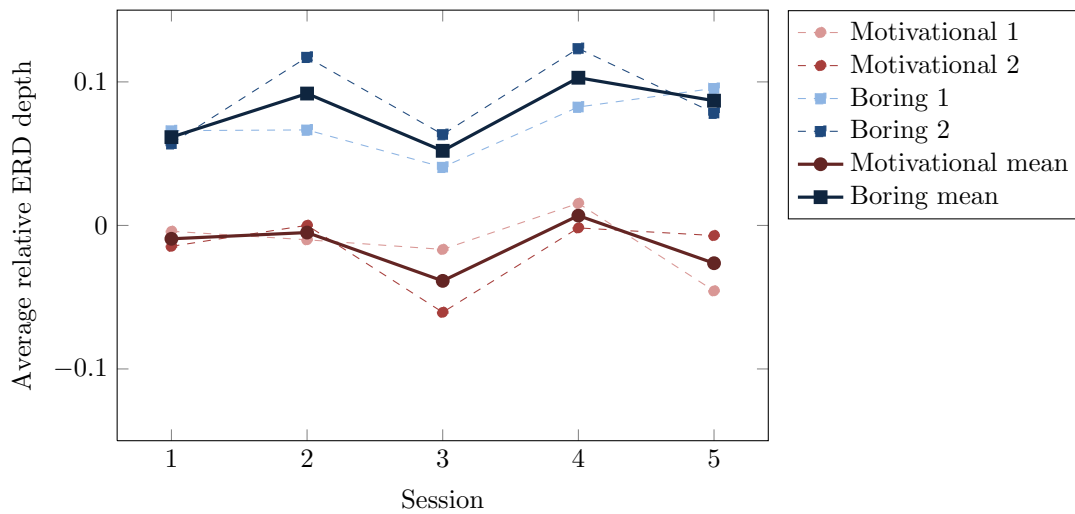 Average relative ERD depth
0.1
0
−0.1
1 2 3 4 5
Session
Motivational 1
Motivational 2
Boring 1
Boring 2
Motivational mean
Boring mean